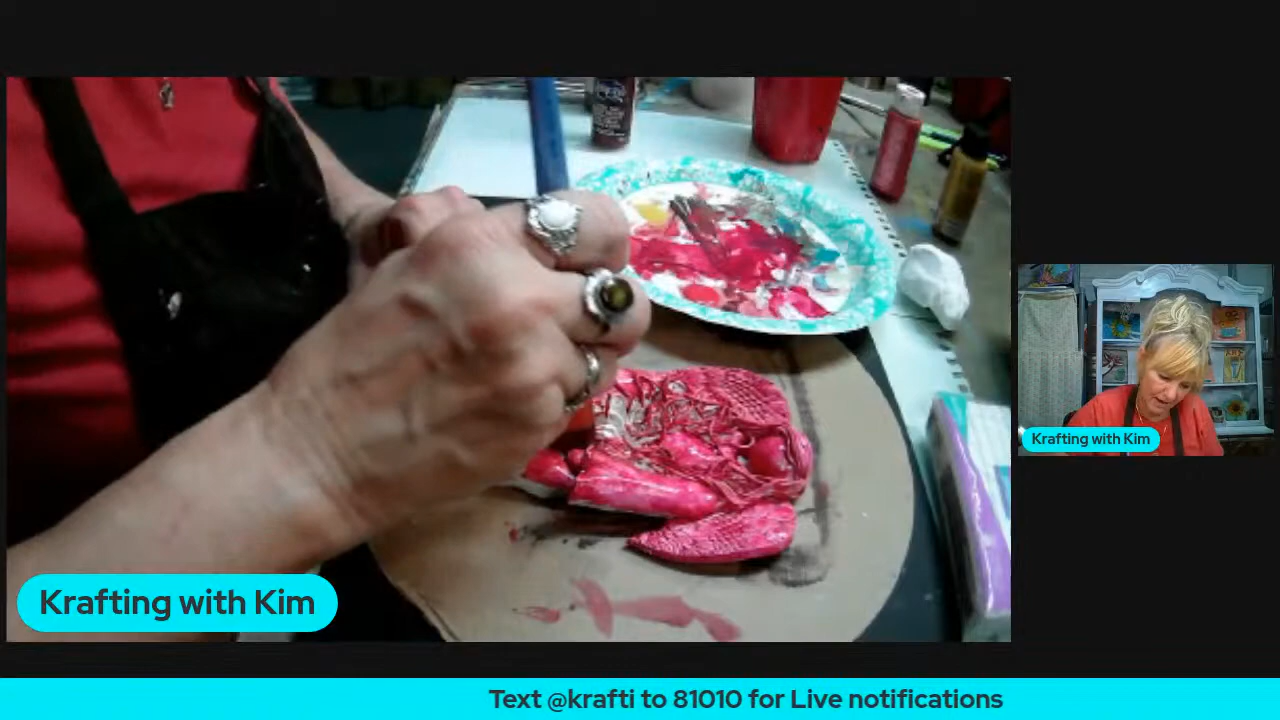 Krafting with Kim
Krafting with Kim
Text @krafti to 81010 for Live notifications